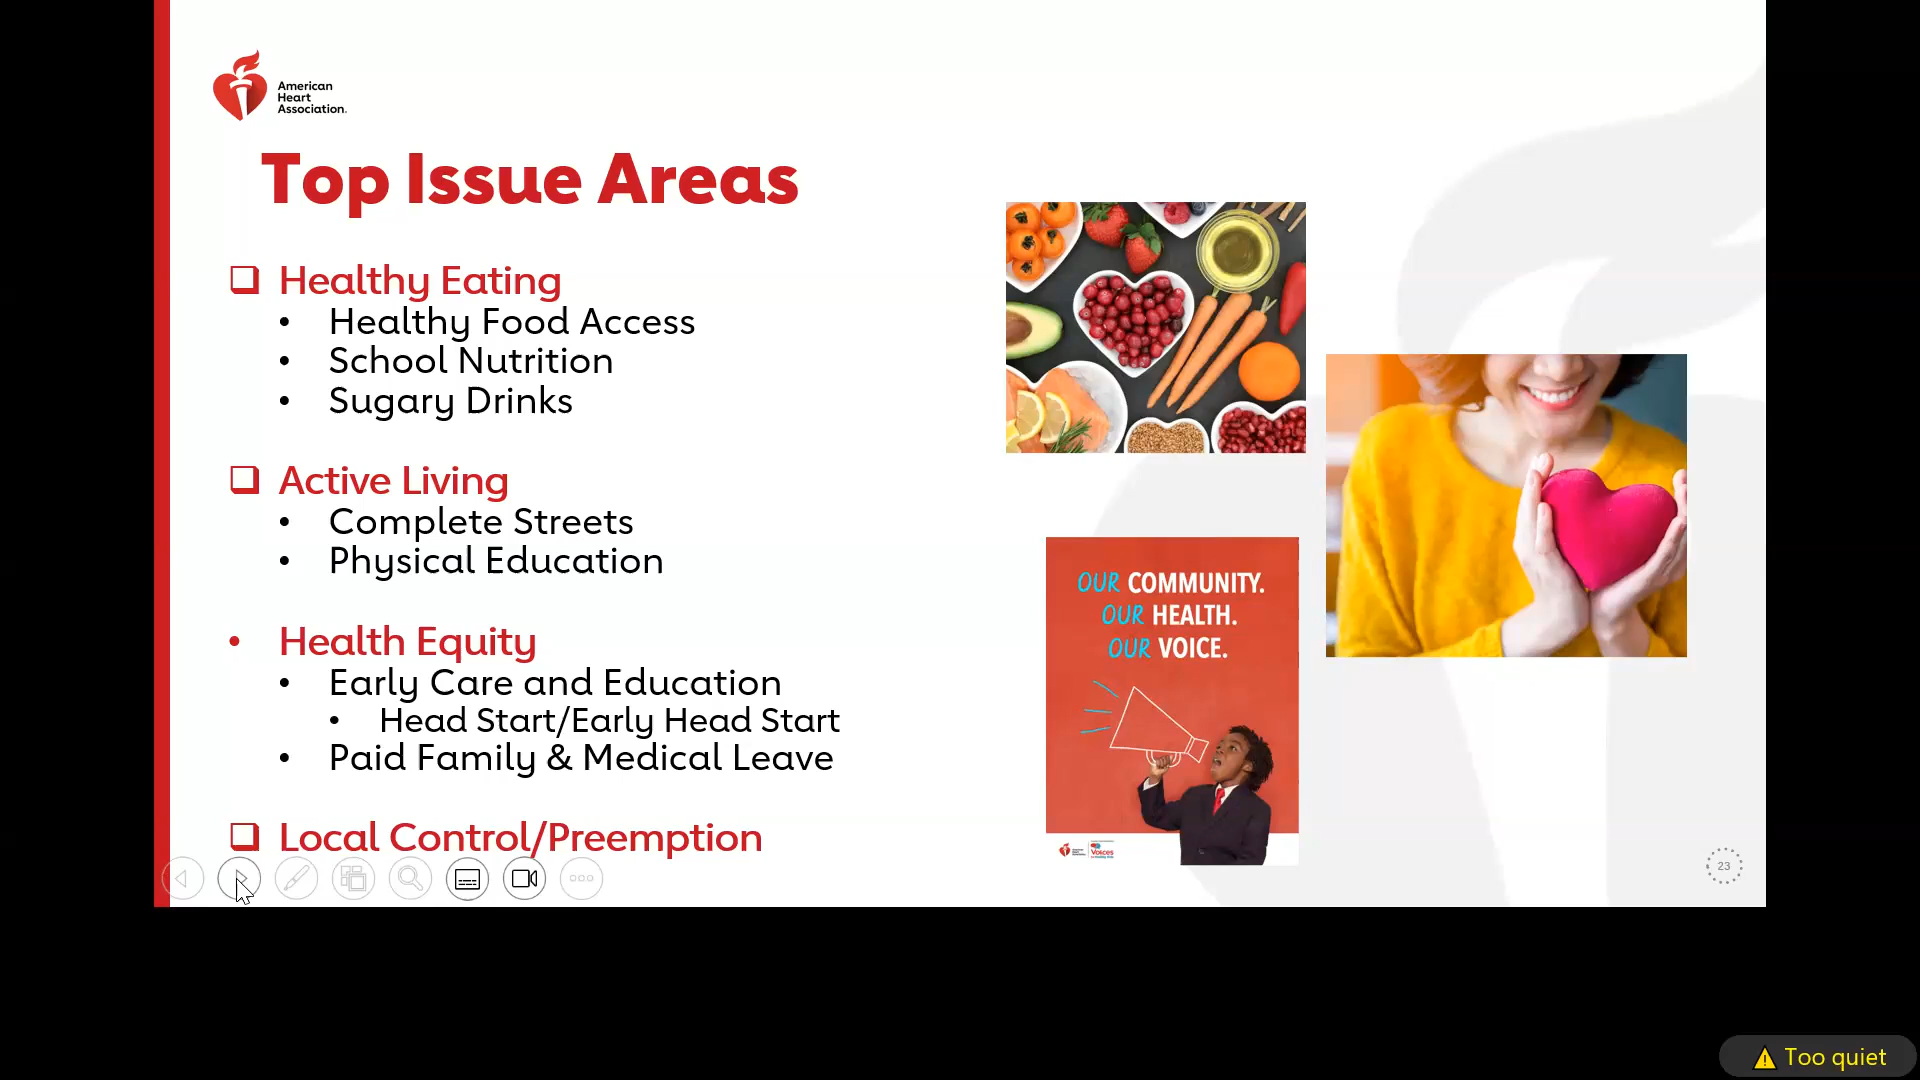 American
Heart
Association.
Top Issue Areas
Healthy Eating
• Healthy Food Access
• School Nutrition
• Sugary Drinks
Active Living
• Complete Streets
• Physical Education
• Health Equity
• Early Care and Education
• Head Start/Early Head Start
• Paid Family & Medical Leave
Local Control/Preemption
OUR COMMUNITY.
OUR HEALTH.
OUR VOICE.
Voices
23
Too quiet